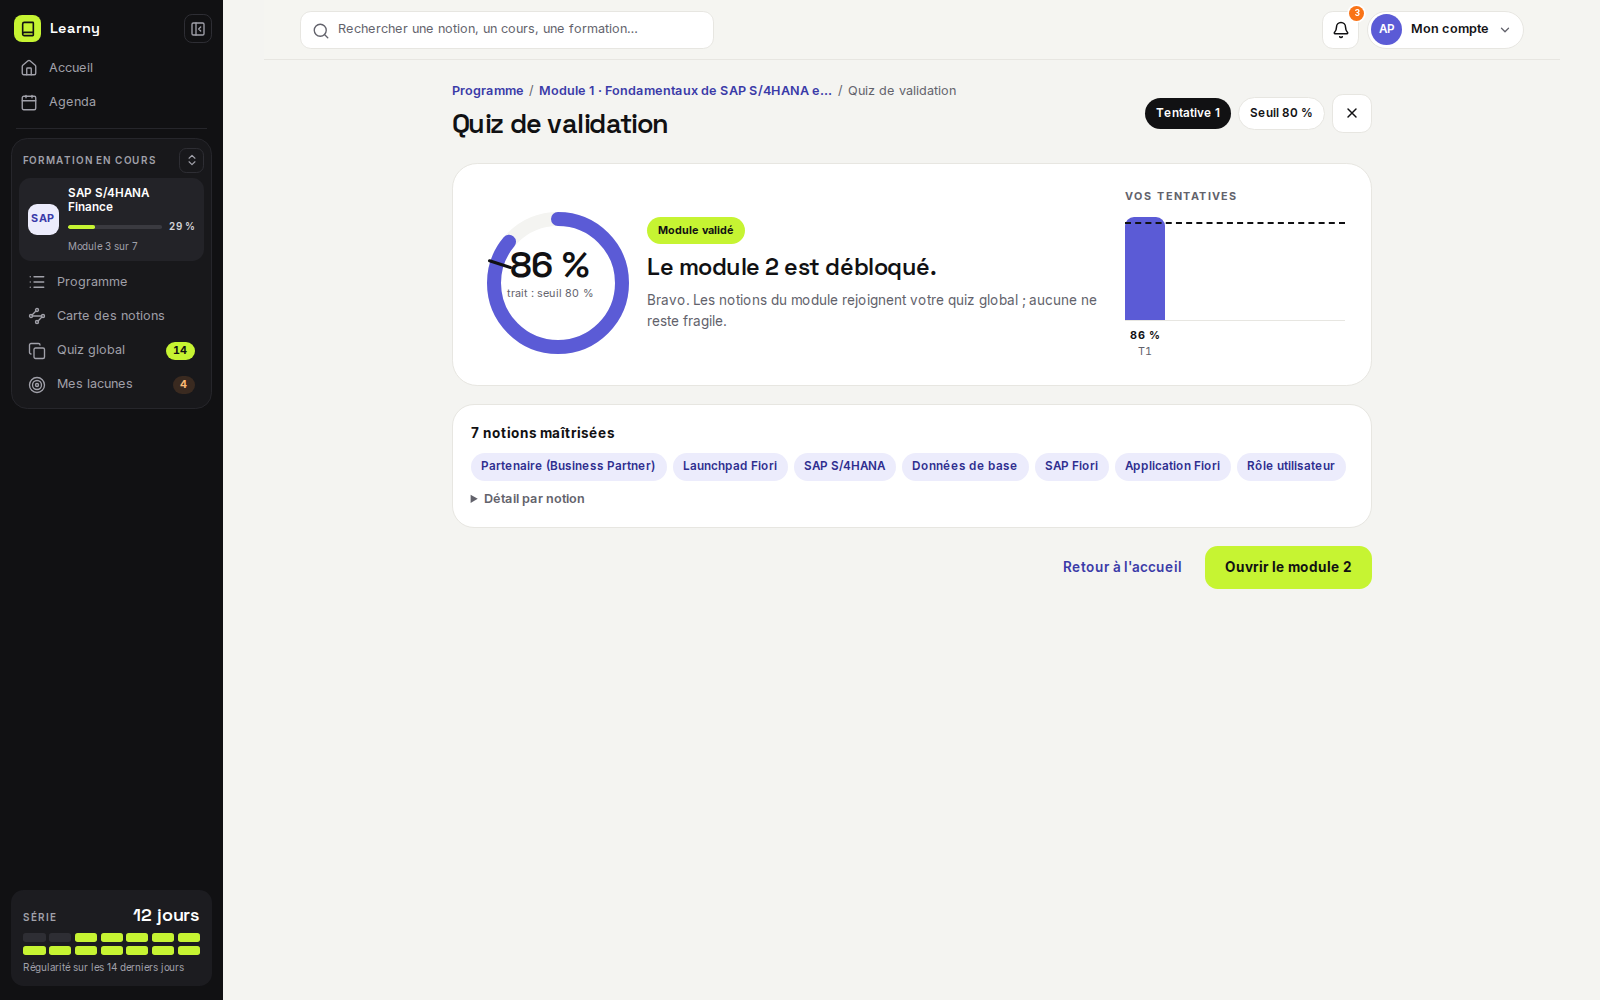 Learny
Accueil
Agenda
FORMATION EN COURS
SAP
SAP S/4HANA
Finance
29 %
Module 3 sur 7
Programme
Carte des notions
Quiz global
14
Mes lacunes
4
SÉRIE
12 jours
Régularité sur les 14 derniers jours
Rechercher une notion, un cours, une formation...
3
AP
Mon compte
Programme / Module 1 · Fondamentaux de SAP S/4HANA e... / Quiz de validation
Quiz de validation
Tentative 1
Seuil 80 %
86 %
trait : seuil 80 %
Module validé
Le module 2 est débloqué.
Bravo. Les notions du module rejoignent votre quiz global ; aucune ne
reste fragile.
VOS TENTATIVES
86 %
T1
7 notions maîtrisées
Partenaire (Business Partner)
Launchpad Fiori
SAP S/4HANA
Données de base
SAP Fiori
Application Fiori
Rôle utilisateur
Détail par notion
Retour à l'accueil
Ouvrir le module 2